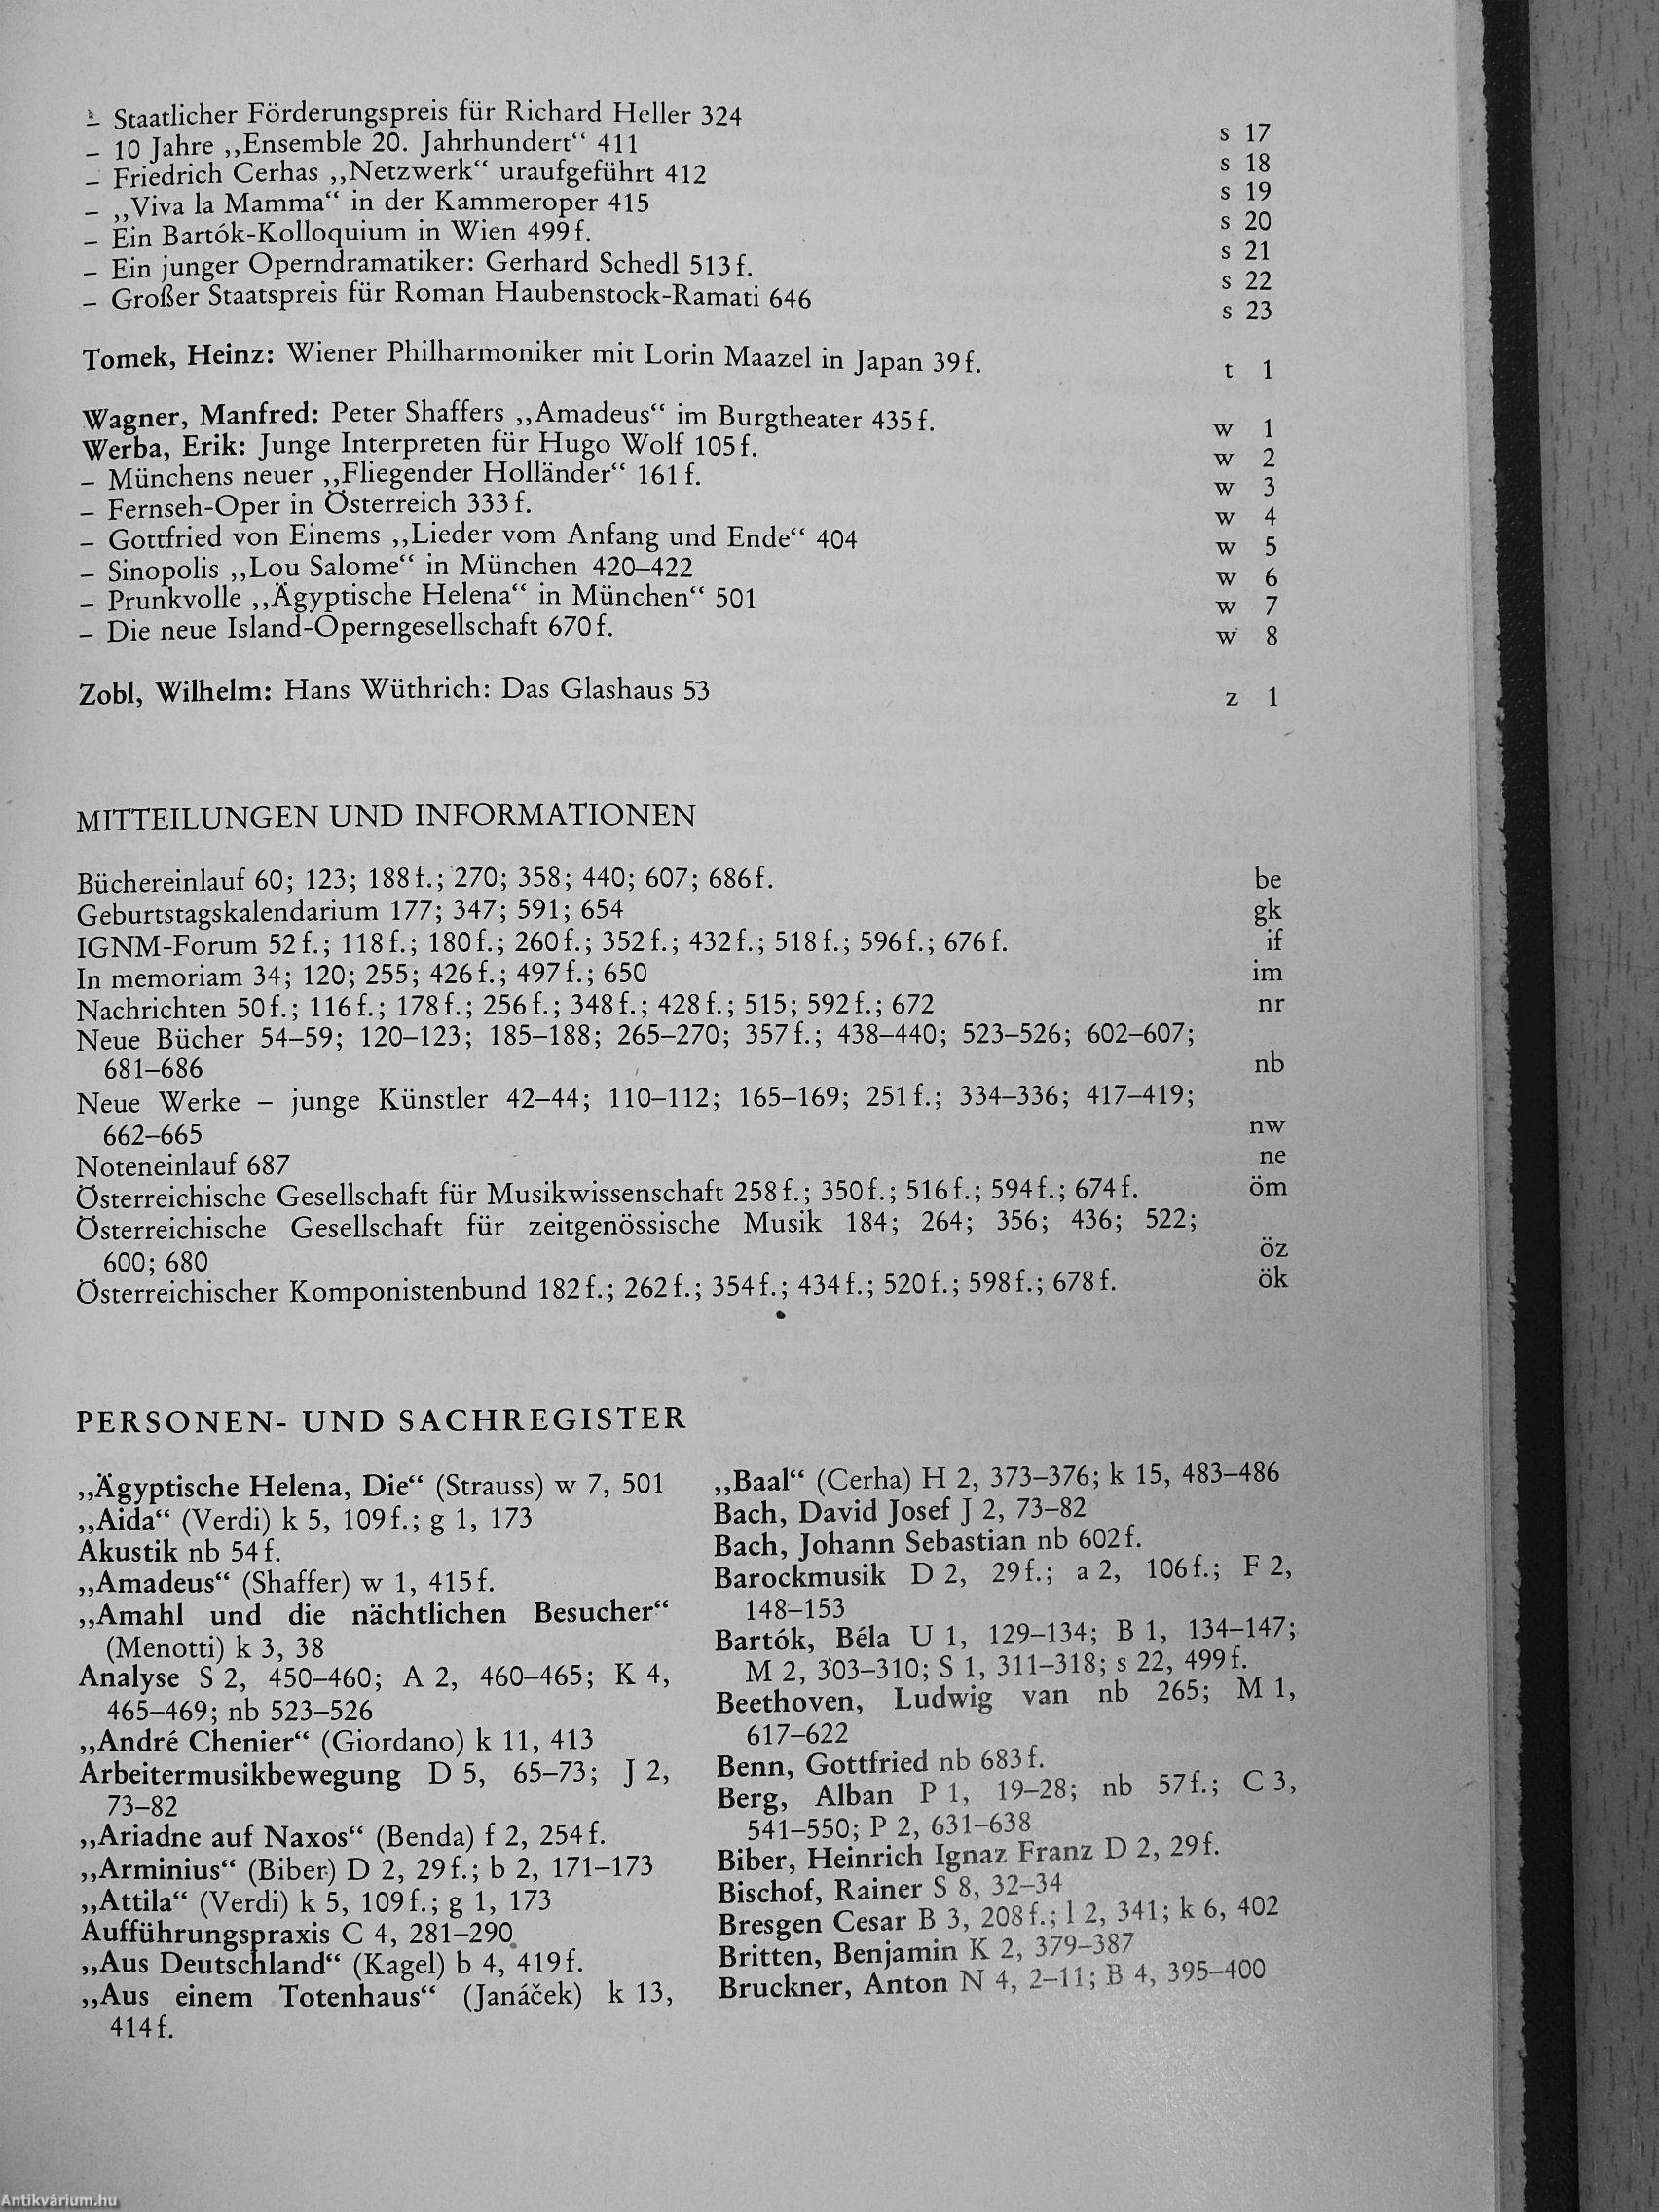 – Staatlicher Förderungspreis für Richard Heller 324 s 17
– 10 Jahre „Ensemble 20. Jahrhundert“ 411 s 18
– Friedrich Cerhas „Netzwerk“ uraufgeführt 412 s 19
– „Viva la Mamma“ in der Kammeroper 415 s 20
– Ein Bartók-Kolloquium in Wien 499 f. s 21
– Ein junger Operndramatiker: Gerhard Schedl 513 f. s 22
– Großer Staatspreis für Roman Haubenstock-Ramati 646 s 23
Tomek, Heinz: Wiener Philharmoniker mit Lorin Maazel in Japan 39 f. t 1
Wagner, Manfred: Peter Shaffers „Amadeus“ im Burgtheater 435 f. w 1
Werba, Erik: Junge Interpreten für Hugo Wolf 105 f. w 2
– Münchens neuer „Fliegender Holländer“ 161 f. w 3
– Fernseh-Oper in Österreich 333 f. w 4
– Gottfried von Einems „Lieder vom Anfang und Ende“ 404 w 5
– Sinopolis „Lou Salome“ in München 420–422 w 6
– Prunkvolle „Ägyptische Helena“ in München“ 501 w 7
– Die neue Island-Operngesellschaft 670 f. w 8
Zobl, Wilhelm: Hans Wüthrich: Das Glashaus 53 z 1
MITTEILUNGEN UND INFORMATIONEN
Büchereinlauf 60; 123; 188 f.; 270; 358; 440; 607; 686 f. be
Geburtstagskalendarium 177; 347; 591; 654 gk
IGNM-Forum 52 f.; 118 f.; 180 f.; 260 f.; 352 f.; 432 f.; 518 f.; 596 f.; 676 f. if
In memoriam 34; 120; 255; 426 f.; 497 f.; 650 im
Nachrichten 50 f.; 116 f.; 178 f.; 256 f.; 348 f.; 428 f.; 515; 592 f.; 672 nr
Neue Bücher 54–59; 120–123; 185–188; 265–270; 357 f.; 438–440; 523–526; 602–607;
681–686 nb
Neue Werke – junge Künstler 42–44; 110–112; 165–169; 251 f.; 334–336; 417–419;
662–665 nw
Noteneinlauf 687 ne
Österreichische Gesellschaft für Musikwissenschaft 258 f.; 350 f.; 516 f.; 594 f.; 674 f. öm
Österreichische Gesellschaft für zeitgenössische Musik 184; 264; 356; 436; 522;
600; 680 öz
Österreichischer Komponistenbund 182 f.; 262 f.; 354 f.; 434 f.; 520 f.; 598 f.; 678 f. ök
PERSONEN- UND SACHREGISTER
„Ägyptische Helena, Die“ (Strauss) w 7, 501
„Aida“ (Verdi) k 5, 109 f.; g 1, 173
Akustik nb 54 f.
„Amadeus“ (Shaffer) w 1, 415 f.
„Amahl und die nächtlichen Besucher“
(Menotti) k 3, 38
Analyse S 2, 450–460; A 2, 460–465; K 4,
465–469; nb 523–526
„André Chenier“ (Giordano) k 11, 413
Arbeitermusikbewegung D 5, 65–73; J 2,
73–82
„Ariadne auf Naxos“ (Benda) f 2, 254 f.
„Arminius“ (Biber) D 2, 29 f.; b 2, 171–173
„Attila“ (Verdi) k 5, 109 f.; g 1, 173
Aufführungspraxis C 4, 281–290
„Aus Deutschland“ (Kagel) b 4, 419 f.
„Aus einem Totenhaus“ (Janáček) k 13,
414 f.
„Baal“ (Cerha) H 2, 373–376; k 15, 483–486
Bach, David Josef J 2, 73–82
Bach, Johann Sebastian nb 602 f.
Barockmusik D 2, 29 f.; a 2, 106 f.; F 2,
148–153
Bartók, Béla U 1, 129–134; B 1, 134–147;
M 2, 303–310; S 1, 311–318; s 22, 499 f.
Beethoven, Ludwig van nb 265; M 1,
617–622
Benn, Gottfried nb 683 f.
Berg, Alban P 1, 19–28; nb 57 f.; C 3,
541–550; P 2, 631–638
Biber, Heinrich Ignaz Franz D 2, 29 f.
Bischof, Rainer S 8, 32–34
Bresgen Cesar B 3, 208 f.; l 2, 341; k 6, 402
Britten, Benjamin K 2, 379–387
Bruckner, Anton N 4, 2–11; B 4, 395–400
Antikvárium.hu